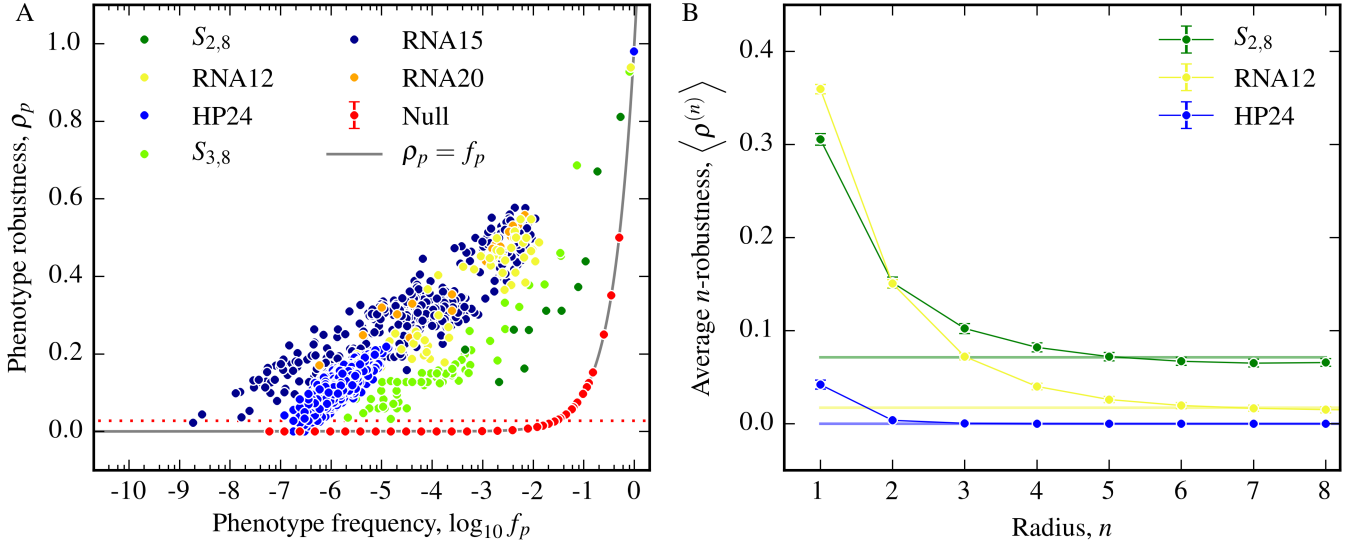 A
S2,8
RNA12
HP24
S3,8
RNA15
RNA20
Null
ρp = fp
Phenotype robustness, ρp
1.0
0.8
0.6
0.4
0.2
0.0
-10 -9 -8 -7 -6 -5 -4 -3 -2 -1 0
Phenotype frequency, log10 fp
B
S2,8
RNA12
HP24
Average n-robustness, ⟨ρ(n)⟩
0.4
0.3
0.2
0.1
0.0
1 2 3 4 5 6 7 8
Radius, n